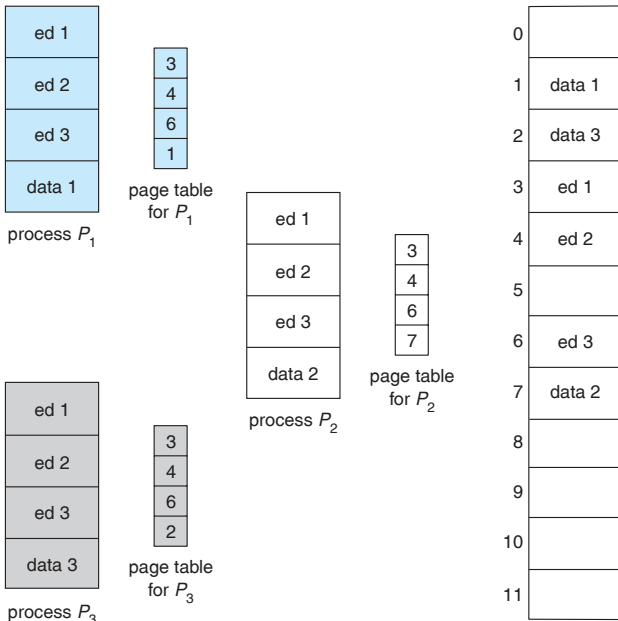 ed 1
ed 2
ed 3
data 1
process P1
3
4
6
1
page table
for P1
ed 1
ed 2
ed 3
data 2
process P2
3
4
6
7
page table
for P2
ed 1
ed 2
ed 3
data 3
process P3
3
4
6
2
page table
for P3
0
1 data 1
2 data 3
3 ed 1
4 ed 2
5
6 ed 3
7 data 2
8
9
10
11